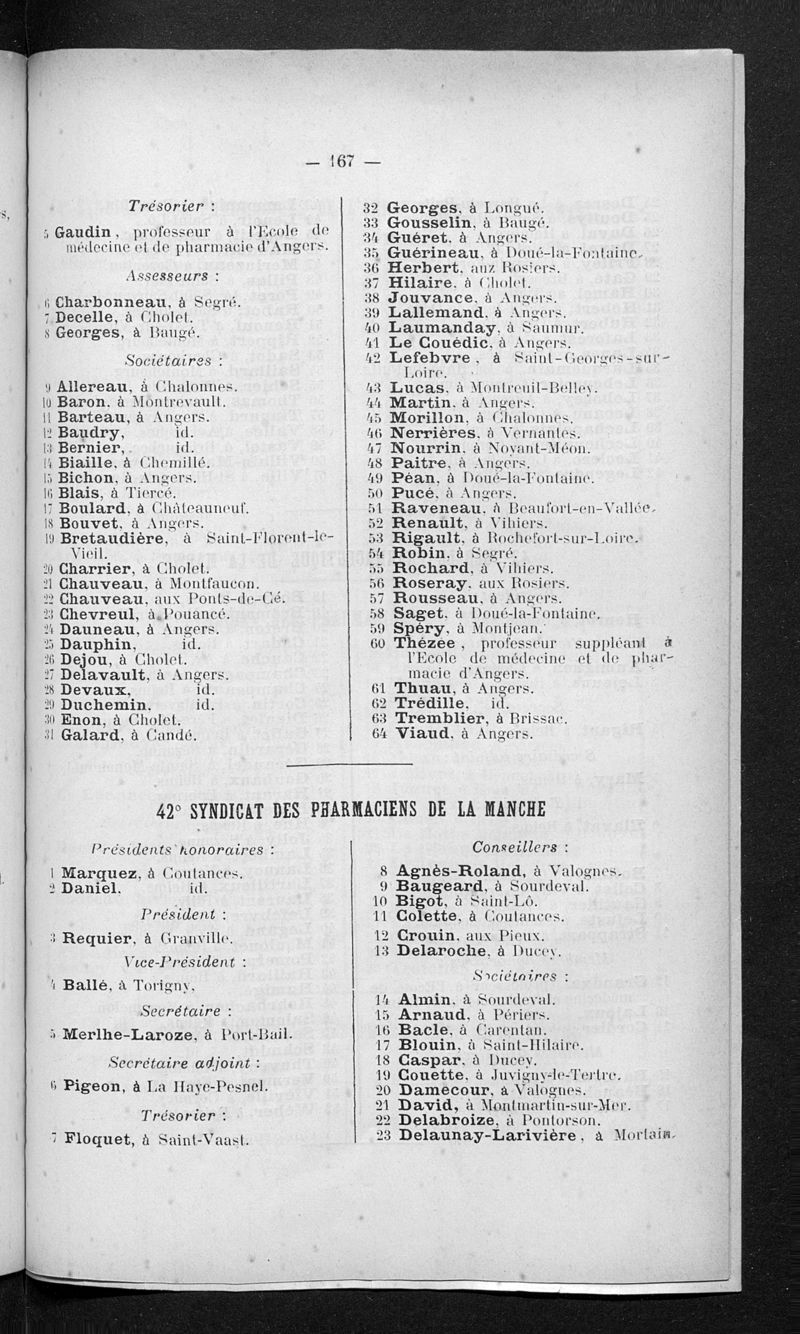 — 167 —
Trésorier :
5 Gaudin, professeur à l'Ecole de
médecine et de pharmacie d'Angers.
Assesseurs :
6 Charbonneau, à Segré.
7 Decelle, à Cholet.
8 Georges, à Baugé.
Sociétaires :
9 Allereau, à Chalonnes.
10 Baron, à Montrevault.
11 Barteau, à Angers.
12 Baudry, id.
13 Bernier, id.
14 Biaille, à Chemillé.
15 Bichon, à Angers.
16 Blais, à Tiercé.
17 Boulard, à Châteauneuf.
18 Bouvet, à Angers.
19 Bretaudière, à Saint-Florent-le-
Vieil.
20 Charrier, à Cholet.
21 Chauveau, à Montfaucon.
22 Chauveau, aux Ponts-de-Cé.
23 Chevreul, à Pouancé.
24 Dauneau, à Angers.
25 Dauphin, id.
26 Dejou, à Cholet.
27 Delavault, à Angers.
28 Devaux, id.
29 Duchemin, id.
30 Enon, à Cholet.
31 Galard, à Candé.
32 Georges, à Longué.
33 Gousselin, à Baugé.
34 Guéret, à Angers.
35 Guérineau, à Doué-la-Fontaine.
36 Herbert, aux Rosiers.
37 Hilaire, à Cholet.
38 Jouvance, à Angers.
39 Lallemand, à Angers.
40 Laumanday, à Saumur.
41 Le Couédic, à Angers.
42 Lefebvre, à Saint-Georges-sur-
Loire.
43 Lucas, à Montreuil-Belley.
44 Martin, à Angers.
45 Morillon, à Chalonnes.
46 Nerrières, à Vernantes.
47 Nourrin, à Noyant-Méon.
48 Paitre, à Angers.
49 Péan, à Doué-la-Fontaine.
50 Pucé, à Angers.
51 Raveneau, à Beaufort-en-Vallée.
52 Renault, à Vihiers.
53 Rigault, à Rochefort-sur-Loire.
54 Robin, à Segré.
55 Rochard, à Vihiers.
56 Roseray, aux Rosiers.
57 Rousseau, à Angers.
58 Saget, à Doué-la-Fontaine.
59 Spéry, à Montjean.
60 Thézée, professeur suppléant à
l'Ecole de médecine et de phar-
macie d'Angers.
61 Thuau, à Angers.
62 Trédille, id.
63 Tremblier, à Brissac.
64 Viaud, à Angers.
42° SYNDICAT DES PHARMACIENS DE LA MANCHE
Présidents honoraires :
1 Marquez, à Coutances.
2 Daniel, id.
Président :
3 Requier, à Granville.
Vice-Président :
4 Ballé, à Torigny.
Secrétaire :
5 Merlhe-Laroze, à Port-Bail.
Secrétaire adjoint :
6 Pigeon, à La Haye-Pesnel.
Trésorier :
7 Floquet, à Saint-Vaast.
Conseillers :
8 Agnès-Roland, à Valognes.
9 Baugeard, à Sourdeval.
10 Bigot, à Saint-Lô.
11 Colette, à Coutances.
12 Crouin, aux Pieux.
13 Delaroche, à Ducey.
Sociétaires :
14 Almin, à Sourdeval.
15 Arnaud, à Périers.
16 Bacle, à Carentan.
17 Blouin, à Saint-Hilaire.
18 Caspar, à Ducey.
19 Couette, à Juvigny-le-Tertre.
20 Damecour, à Valognes.
21 David, à Montmartin-sur-Mer.
22 Delabroize, à Pontorson.
23 Delaunay-Larivière, à Mortain.